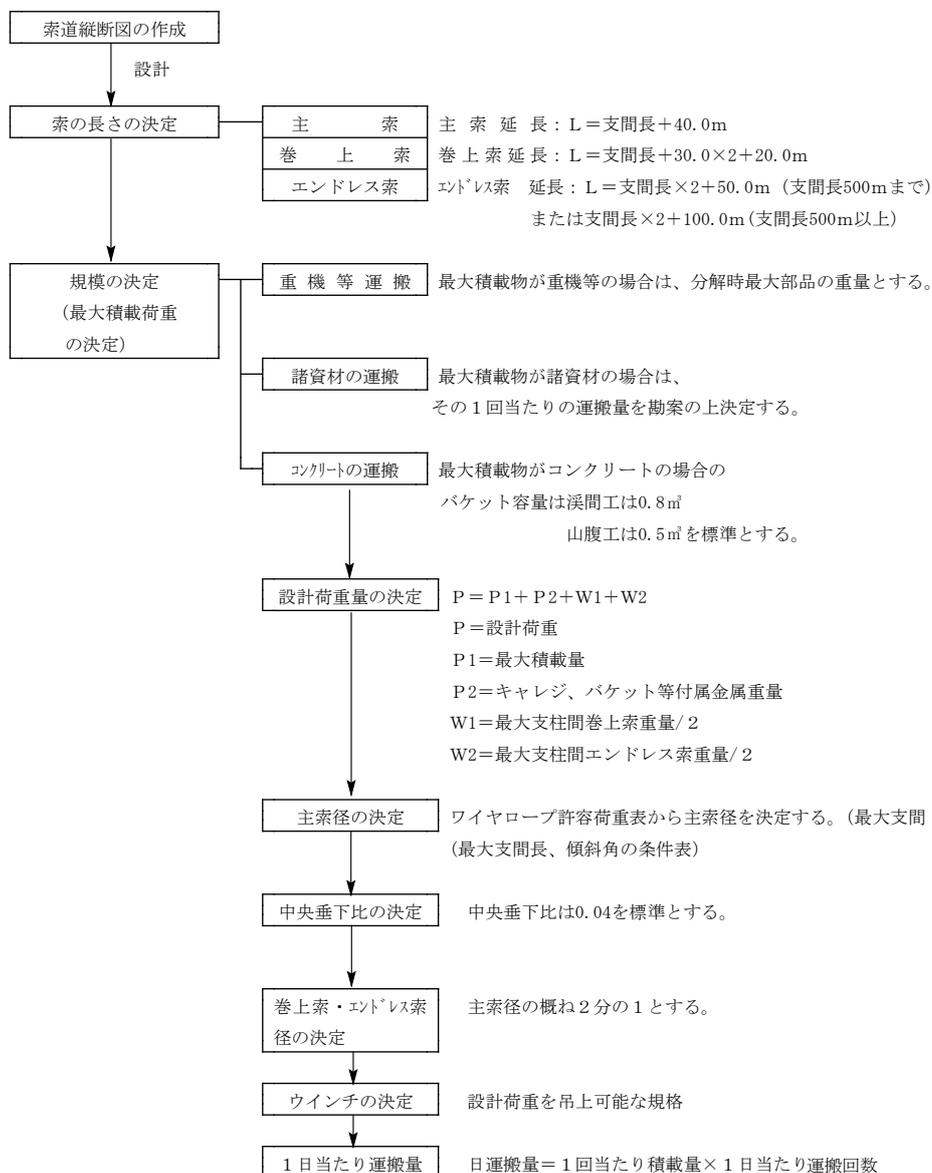 索道縦断図の作成
設計
索の長さの決定
主　索　主 索 延 長：L＝支間長＋40.0m
巻　上　索　巻上索延長：L＝支間長＋30.0×2＋20.0m
エンドレス索　ｴﾝﾄﾞﾚｽ索　延長：L＝支間長×2＋50.0m（支間長500mまで）
または支間長×2＋100.0m(支間長500m以上）
規模の決定
(最大積載荷重
の決定)
重 機 等 運 搬　最大積載物が重機等の場合は、分解時最大部品の重量とする。
諸資材の運搬　最大積載物が諸資材の場合は、
その１回当たりの運搬量を勘案の上決定する。
ｺﾝｸﾘｰﾄの運搬　最大積載物がコンクリートの場合の
バケット容量は渓間工は0.8㎥
山腹工は0.5㎥を標準とする。
設計荷重量の決定　Ｐ＝Ｐ1＋Ｐ2＋W1＋W2
Ｐ＝設計荷重
Ｐ1＝最大積載量
Ｐ2＝キャレジ、バケット等付属金属重量
W1＝最大支柱間巻上索重量/２
W2＝最大支柱間エンドレス索重量/２
主索径の決定　ワイヤロープ許容荷重表から主索径を決定する。(最大支間
(最大支間長、傾斜角の条件表)
中央垂下比の決定　中央垂下比は0.04を標準とする。
巻上索・ｴﾝﾄﾞﾚｽ索　主索径の概ね２分の１とする。
径の決定
ウインチの決定　設計荷重を吊上可能な規格
１日当たり運搬量　日運搬量＝１回当たり積載量×１日当たり運搬回数